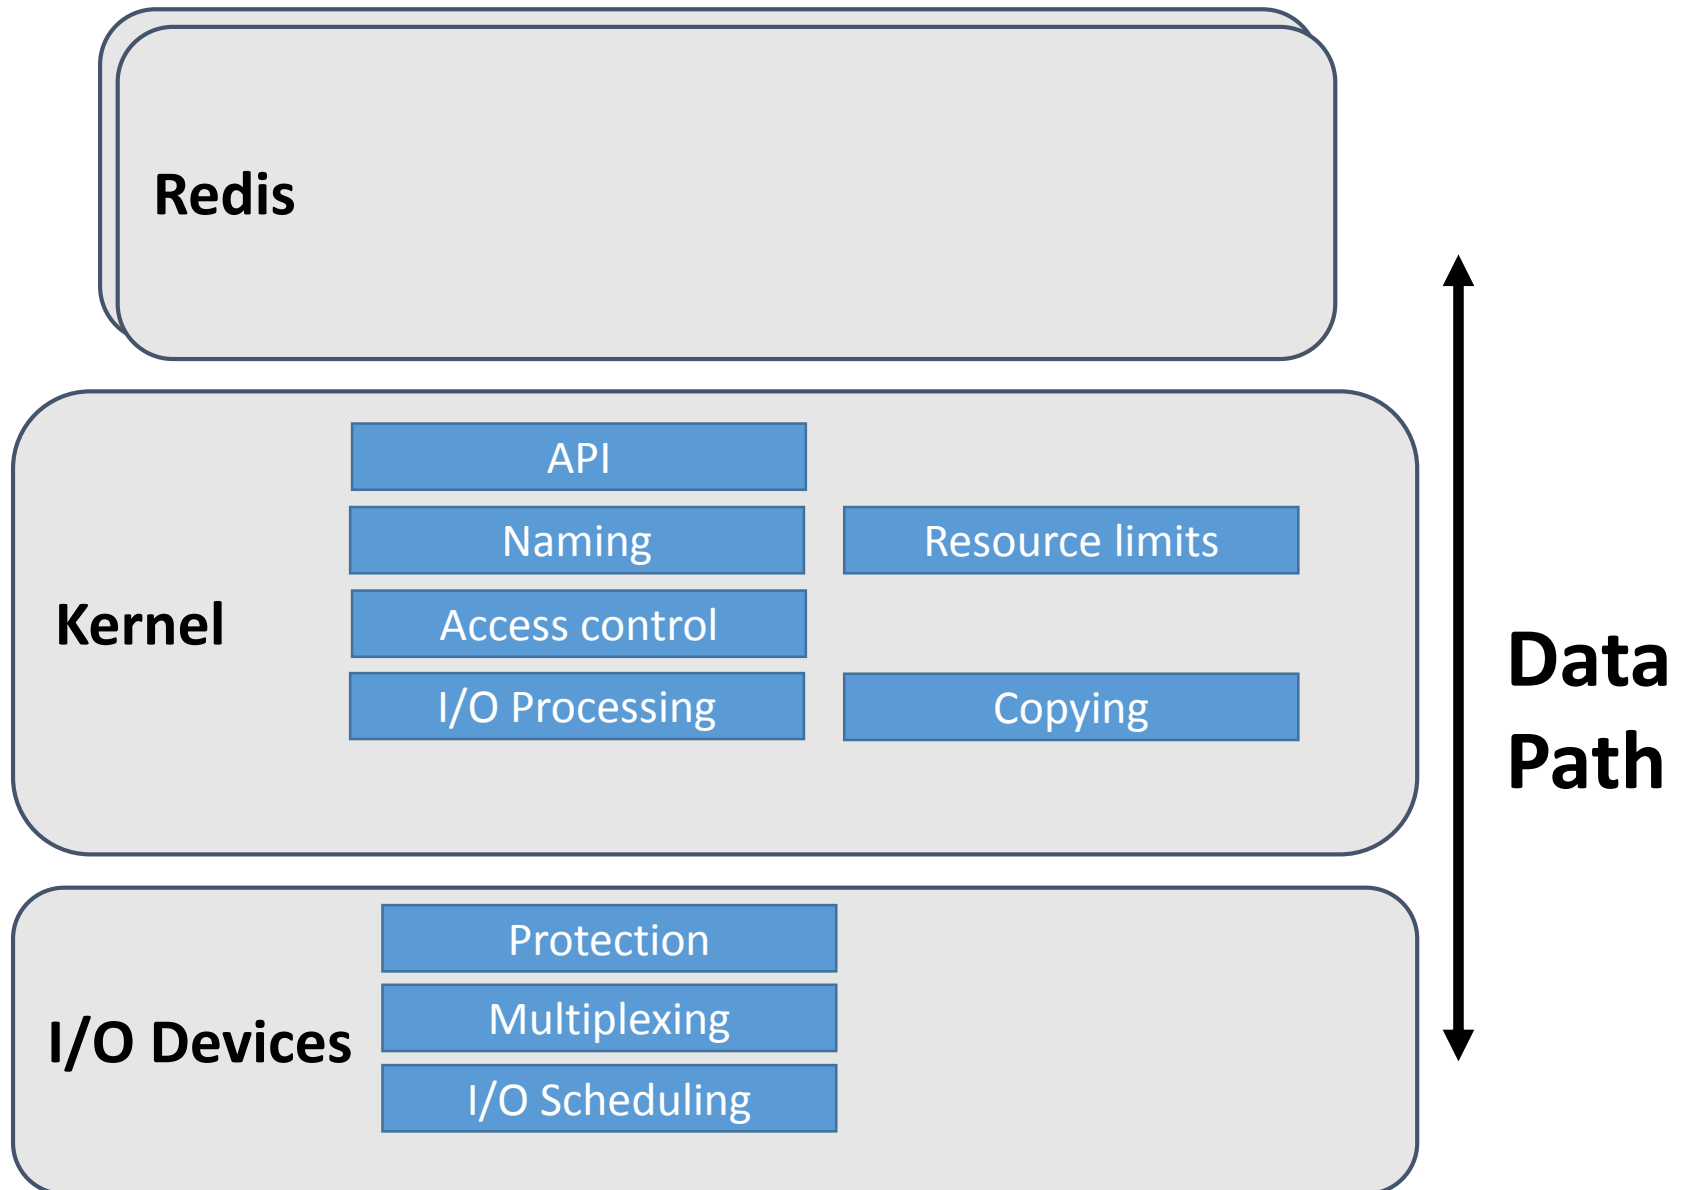 Redis
API
Naming
Resource limits
Kernel
Access control
I/O Processing
Copying
Data
Path
Protection
Multiplexing
I/O Devices
I/O Scheduling